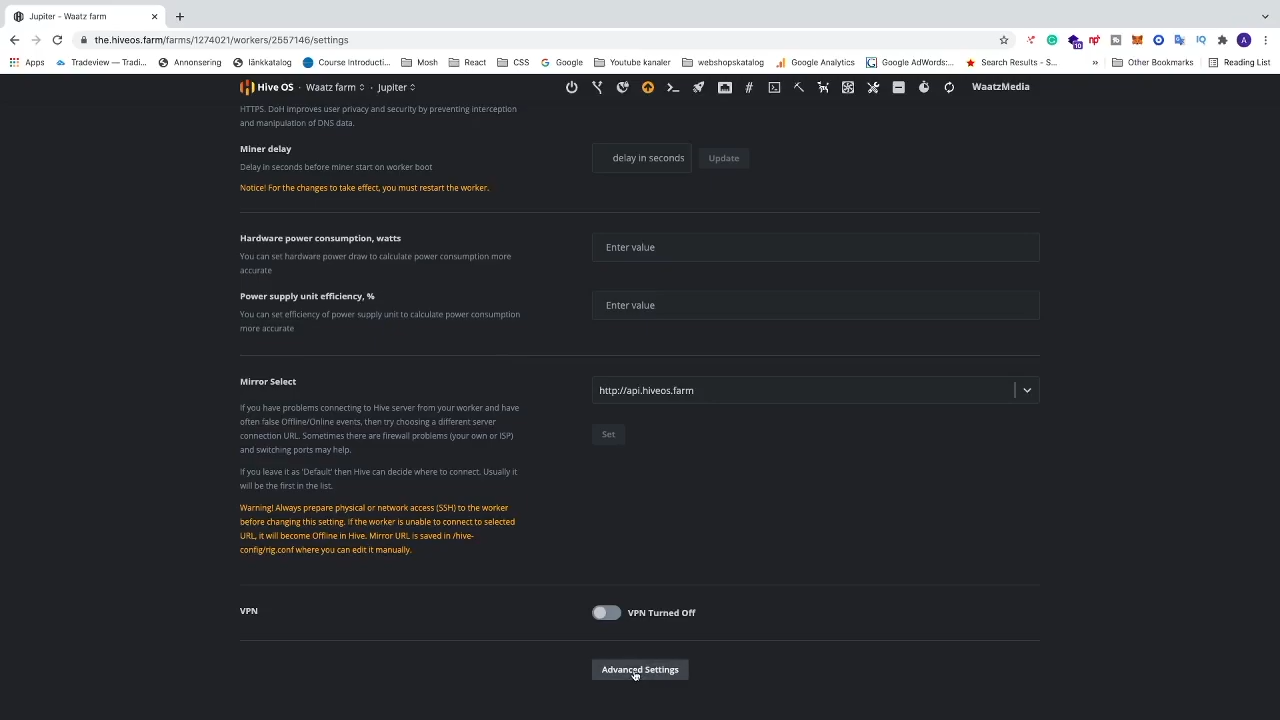 Jupiter - Waatz farm
the.hiveos.farm/farms/1274021/workers/2557146/settings
Apps Tradeview — Tradi... Annonsering länkkatalog Course Introducti... Mosh React CSS Google Youtube kanaler webshopskatalog Google Analytics Google AdWords:... Search Results - S... Other Bookmarks Reading List
Hive OS · Waatz farm · Jupiter WaatzMedia
HTTPS. DoH improves user privacy and security by preventing interception
and manipulation of DNS data.
Miner delay
Delay in seconds before miner start on worker boot
Notice! For the changes to take effect, you must restart the worker.
delay in seconds Update
Hardware power consumption, watts
You can set hardware power draw to calculate power consumption more
accurate
Enter value
Power supply unit efficiency, %
You can set efficiency of power supply unit to calculate power consumption
more accurate
Enter value
Mirror Select
If you have problems connecting to Hive server from your worker and have
often false Offline/Online events, then try choosing a different server
connection URL. Sometimes there are firewall problems (your own or ISP)
and switching ports may help.
If you leave it as 'Default' then Hive can decide where to connect. Usually it
will be the first in the list.
Warning! Always prepare physical or network access (SSH) to the worker
before changing this setting. If the worker is unable to connect to selected
URL, it will become Offline in Hive. Mirror URL is saved in /hive-
config/rig.conf where you can edit it manually.
http://api.hiveos.farm
Set
VPN
VPN Turned Off
Advanced Settings